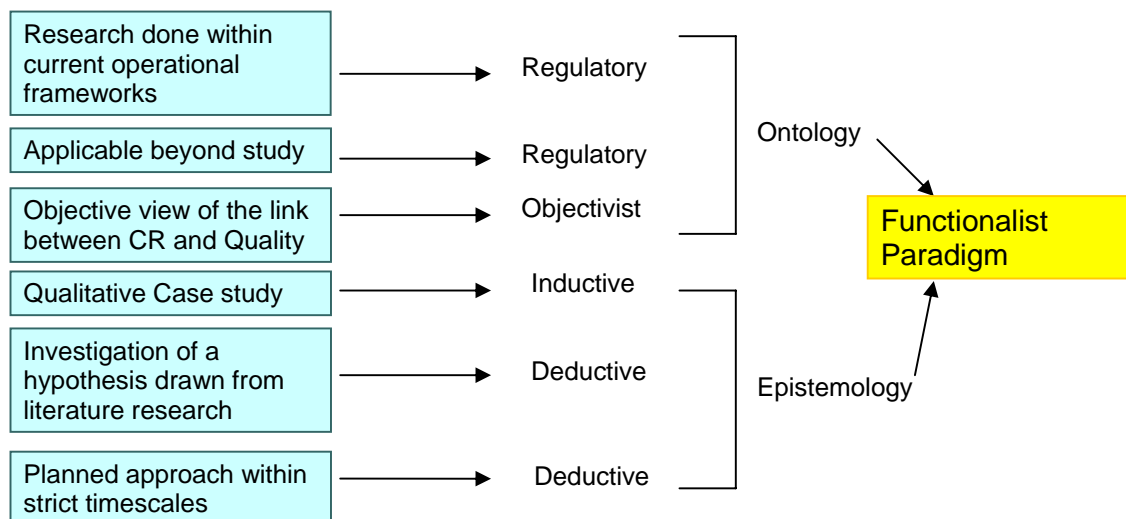 Research done within
current operational
frameworks
Regulatory
Applicable beyond study
Regulatory
Objective view of the link
between CR and Quality
Objectivist
Qualitative Case study
Inductive
Investigation of a
hypothesis drawn from
literature research
Deductive
Planned approach within
strict timescales
Deductive
Ontology
Epistemology
Functionalist
Paradigm